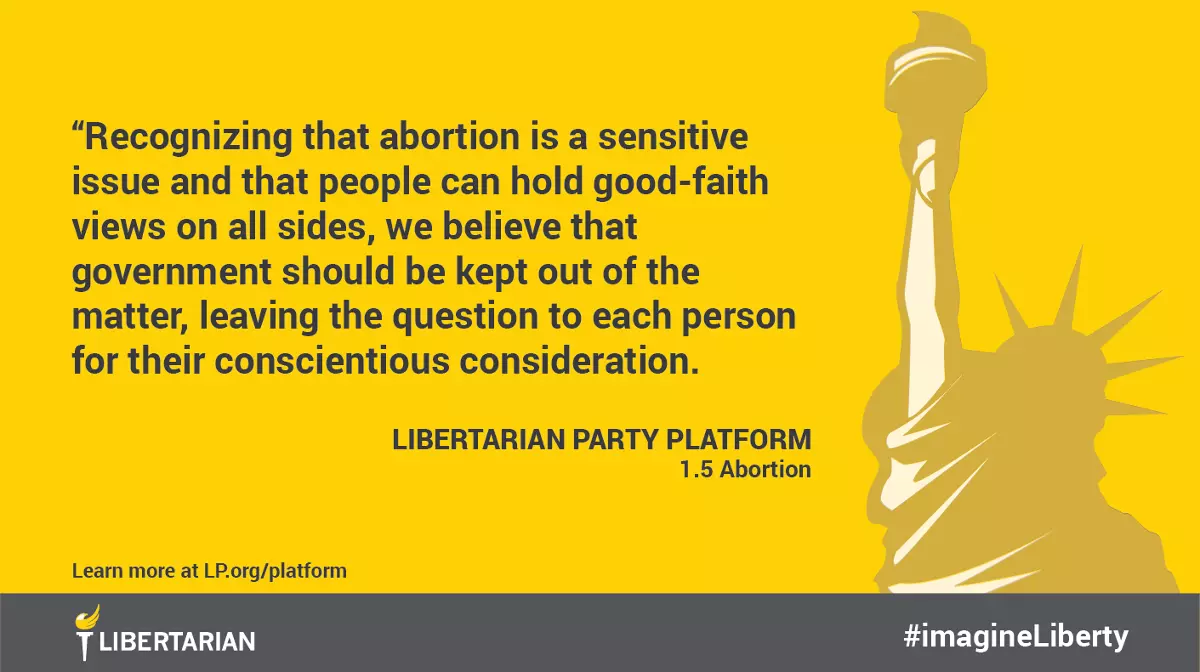 “Recognizing that abortion is a sensitive
issue and that people can hold good-faith
views on all sides, we believe that
government should be kept out of the
matter, leaving the question to each person
for their conscientious consideration.
LIBERTARIAN PARTY PLATFORM
1.5 Abortion
Learn more at LP.org/platform
LIBERTARIAN
#imagineLiberty